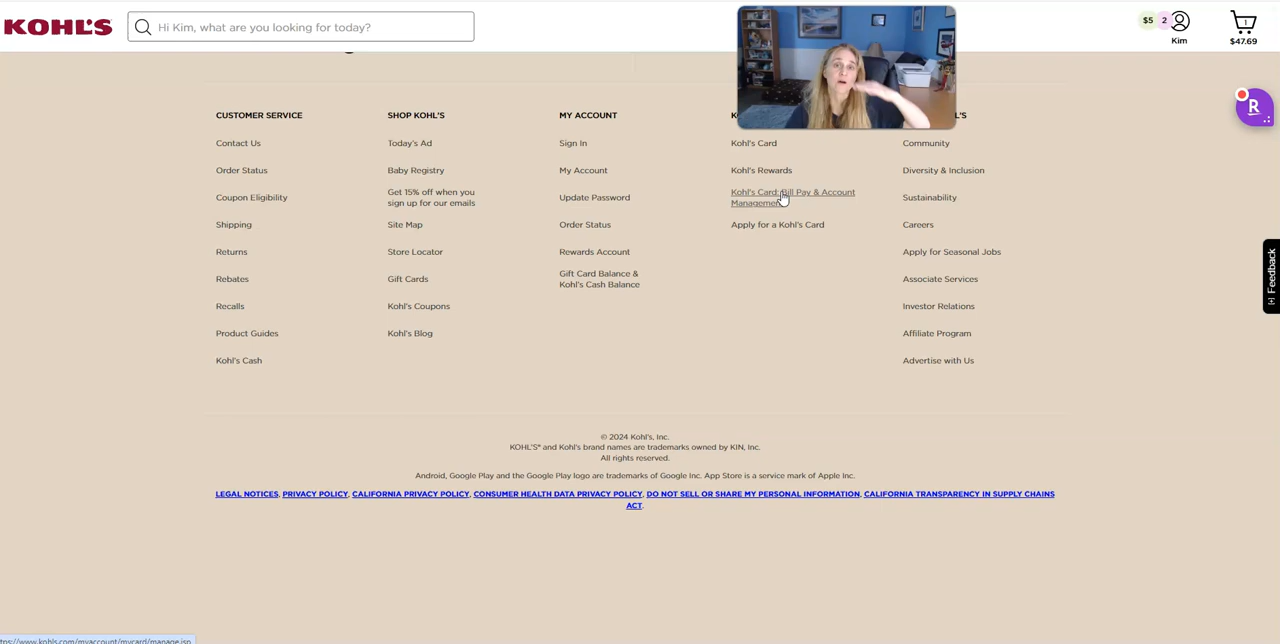 KOHL'S
Hi Kim, what are you looking for today?
$5 2
Kim
1
$47.69
R
CUSTOMER SERVICE
Contact Us
Order Status
Coupon Eligibility
Shipping
Returns
Rebates
Recalls
Product Guides
Kohl's Cash
SHOP KOHL'S
Today's Ad
Baby Registry
Get 15% off when you
sign up for our emails
Site Map
Store Locator
Gift Cards
Kohl's Coupons
Kohl's Blog
MY ACCOUNT
Sign In
My Account
Update Password
Order Status
Rewards Account
Gift Card Balance &
Kohl's Cash Balance
Kohl's Card
Kohl's Rewards
Kohl's Card: Bill Pay & Account
Management
Apply for a Kohl's Card
Community
Diversity & Inclusion
Sustainability
Careers
Apply for Seasonal Jobs
Associate Services
Investor Relations
Affiliate Program
Advertise with Us
[+] Feedback
© 2024 Kohl's, Inc.
KOHL'S® and Kohl's brand names are trademarks owned by KIN, Inc.
All rights reserved.
Android, Google Play and the Google Play logo are trademarks of Google Inc. App Store is a service mark of Apple Inc.
LEGAL NOTICES, PRIVACY POLICY, CALIFORNIA PRIVACY POLICY, CONSUMER HEALTH DATA PRIVACY POLICY, DO NOT SELL OR SHARE MY PERSONAL INFORMATION, CALIFORNIA TRANSPARENCY IN SUPPLY CHAINS
ACT.
ttps://www.kohls.com/myaccount/mycard/manage.jsp